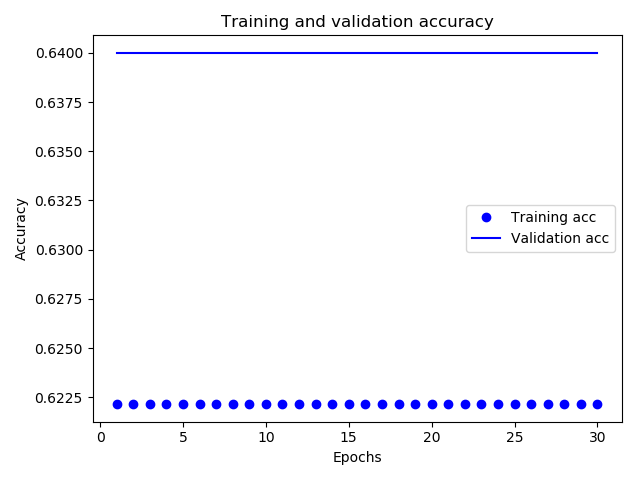 Training and validation accuracy
0.6400
0.6375
0.6350
0.6325
0.6300
0.6275
0.6250
0.6225
Accuracy
Training acc
Validation acc
0 5 10 15 20 25 30
Epochs